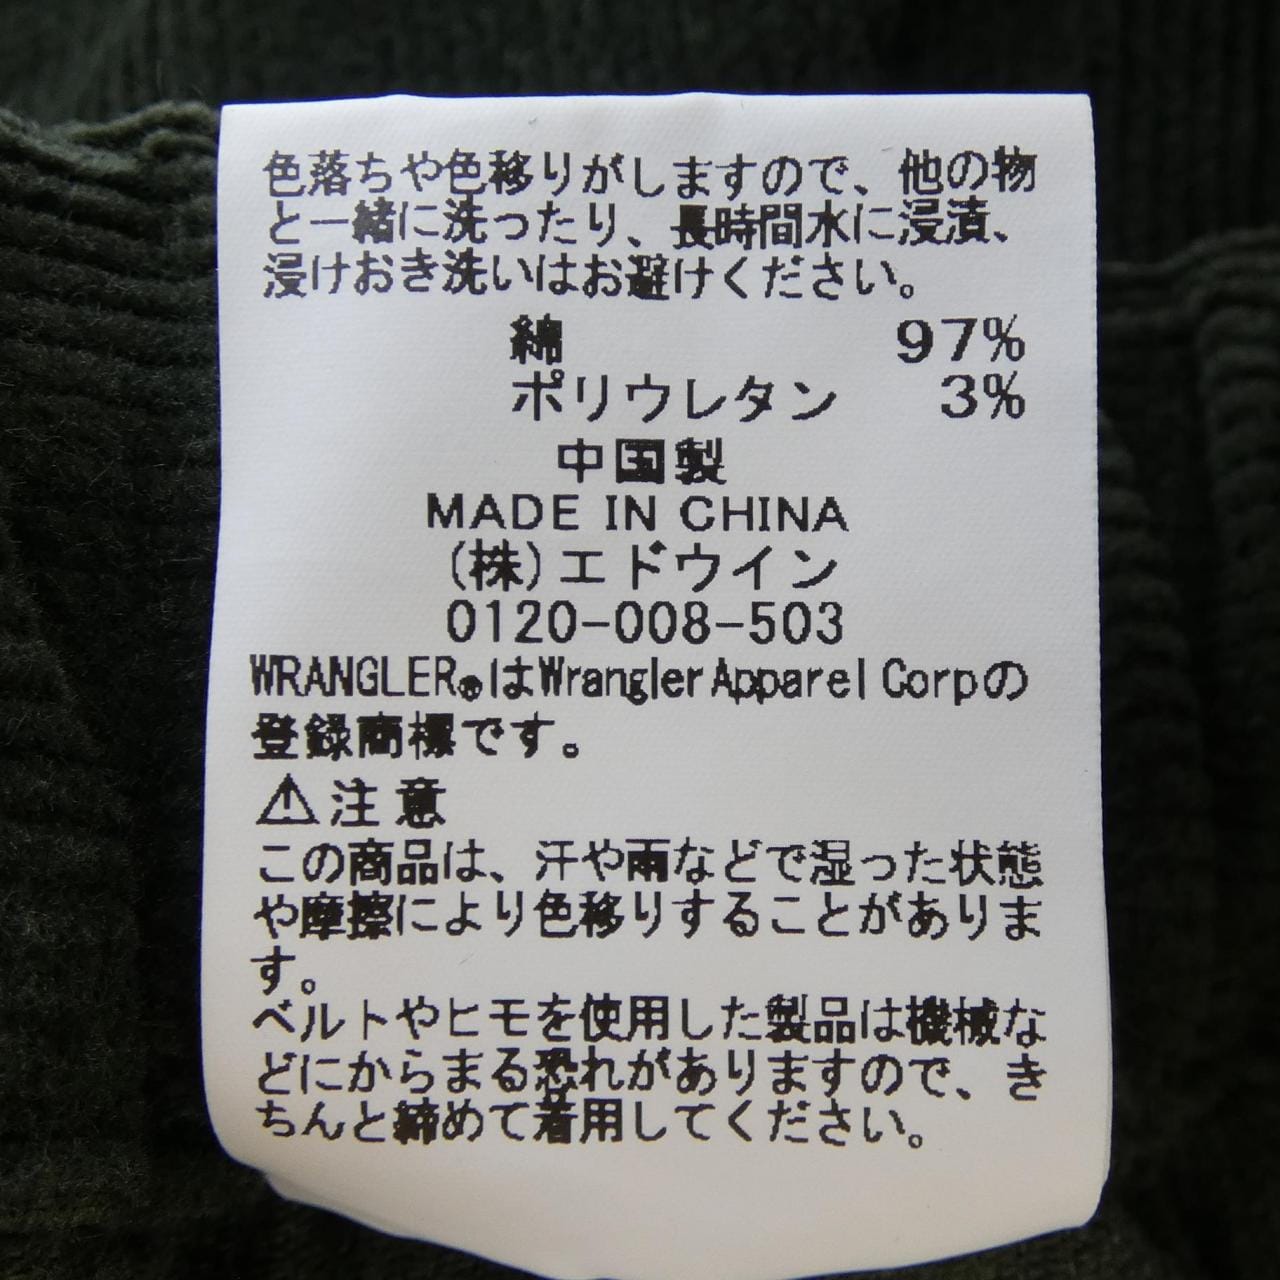 色落ちや色移りがしますので、他の物
と一緒に洗ったり、長時間水に浸漬、
浸けおき洗いはお避けください。
綿 97%
ポリウレタン 3%
中国製
MADE IN CHINA
(株)エドウイン
0120-008-503
WRANGLER®はWrangler Apparel Corpの
登録商標です。
⚠注意
この商品は、汗や雨などで湿った状態
や摩擦により色移りすることがありま
す。
ベルトやヒモを使用した製品は機械な
どにからまる恐れがありますので、き
ちんと締めて着用してください。